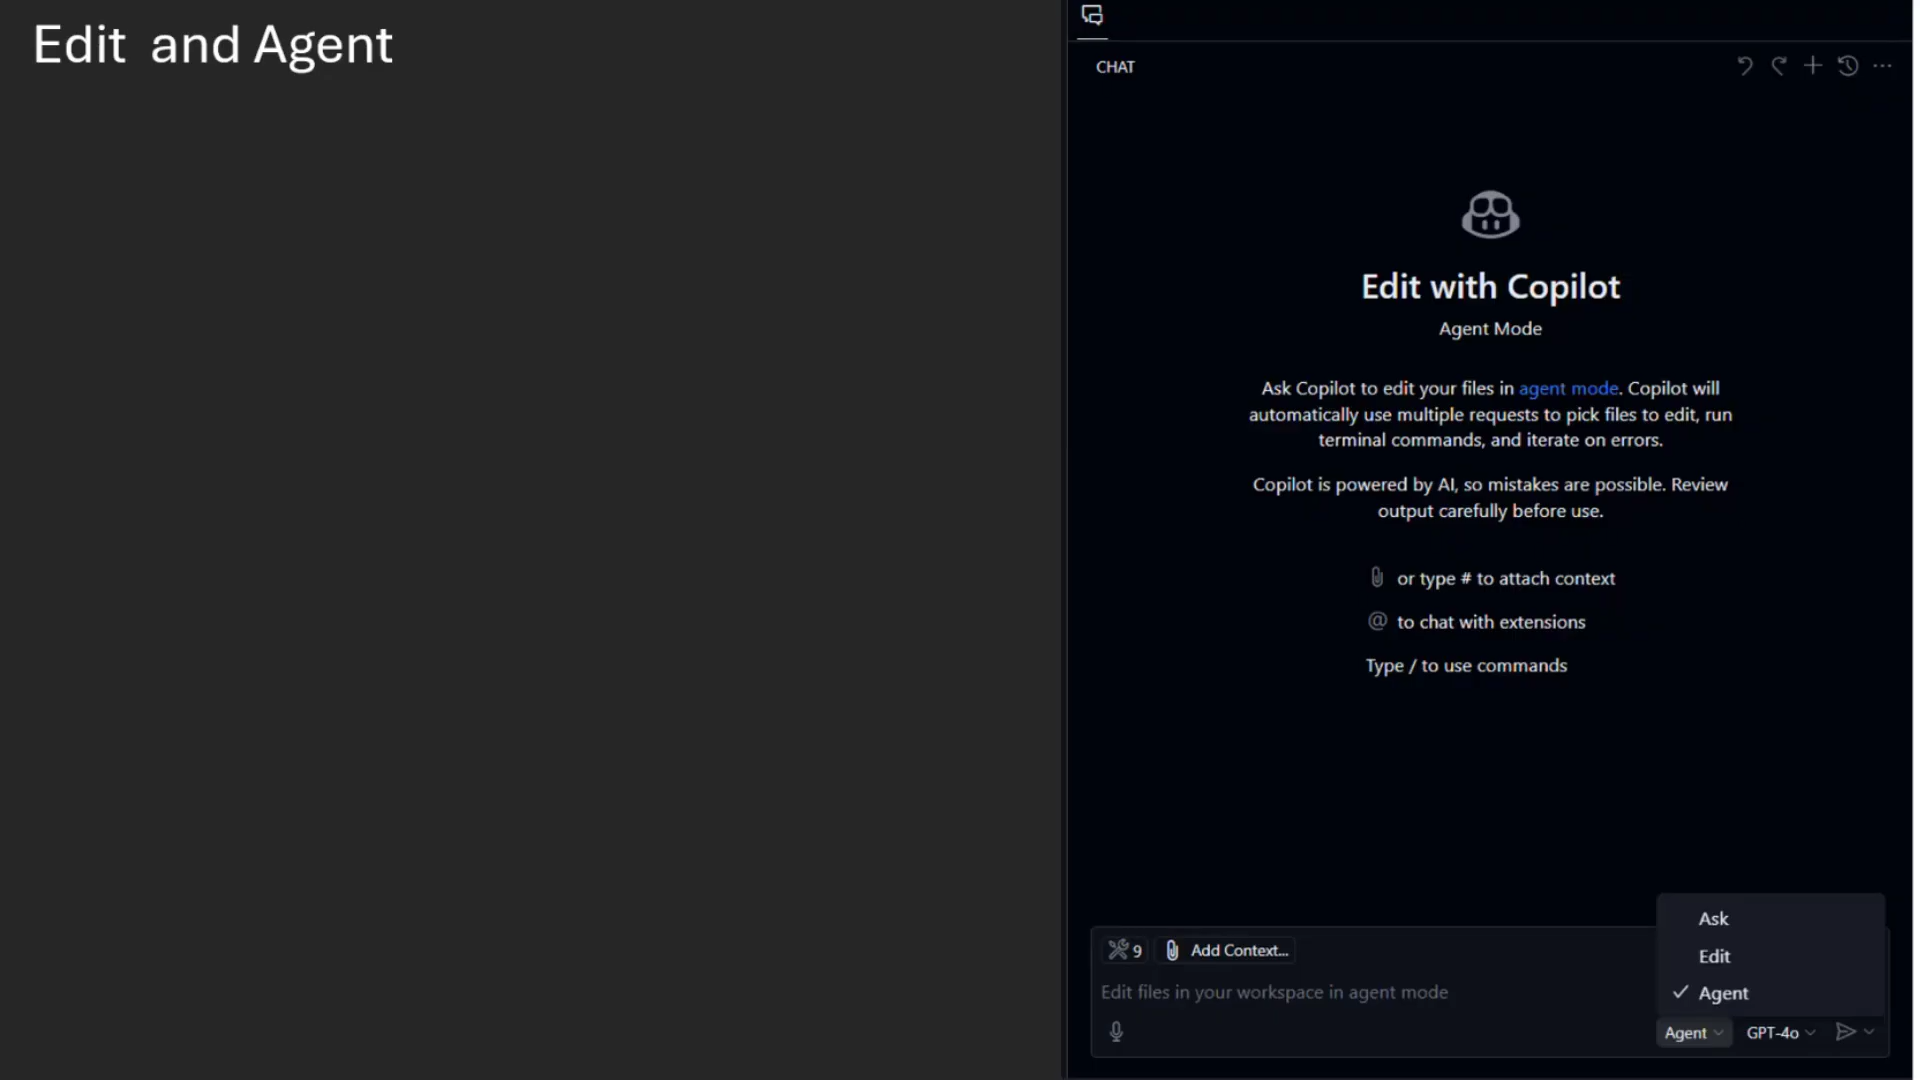 Edit  and Agent
CHAT
Edit with Copilot
Agent Mode
Ask Copilot to edit your files in agent mode. Copilot will
automatically use multiple requests to pick files to edit, run
terminal commands, and iterate on errors.
Copilot is powered by AI, so mistakes are possible. Review
output carefully before use.
or type # to attach context
@ to chat with extensions
Type / to use commands
Ask
Edit
Agent
9 Add Context...
Edit files in your workspace in agent mode
Agent GPT-4o